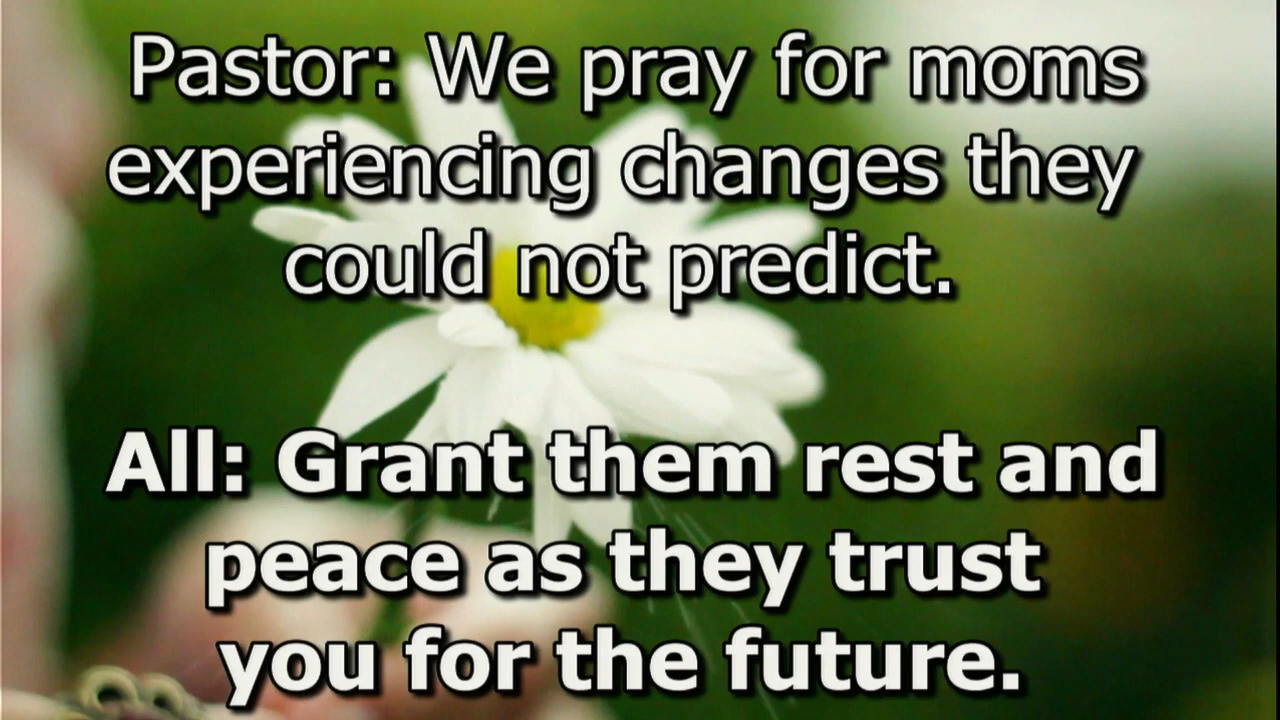 Pastor: We pray for moms
experiencing changes they
could not predict.
All: Grant them rest and
peace as they trust
you for the future.